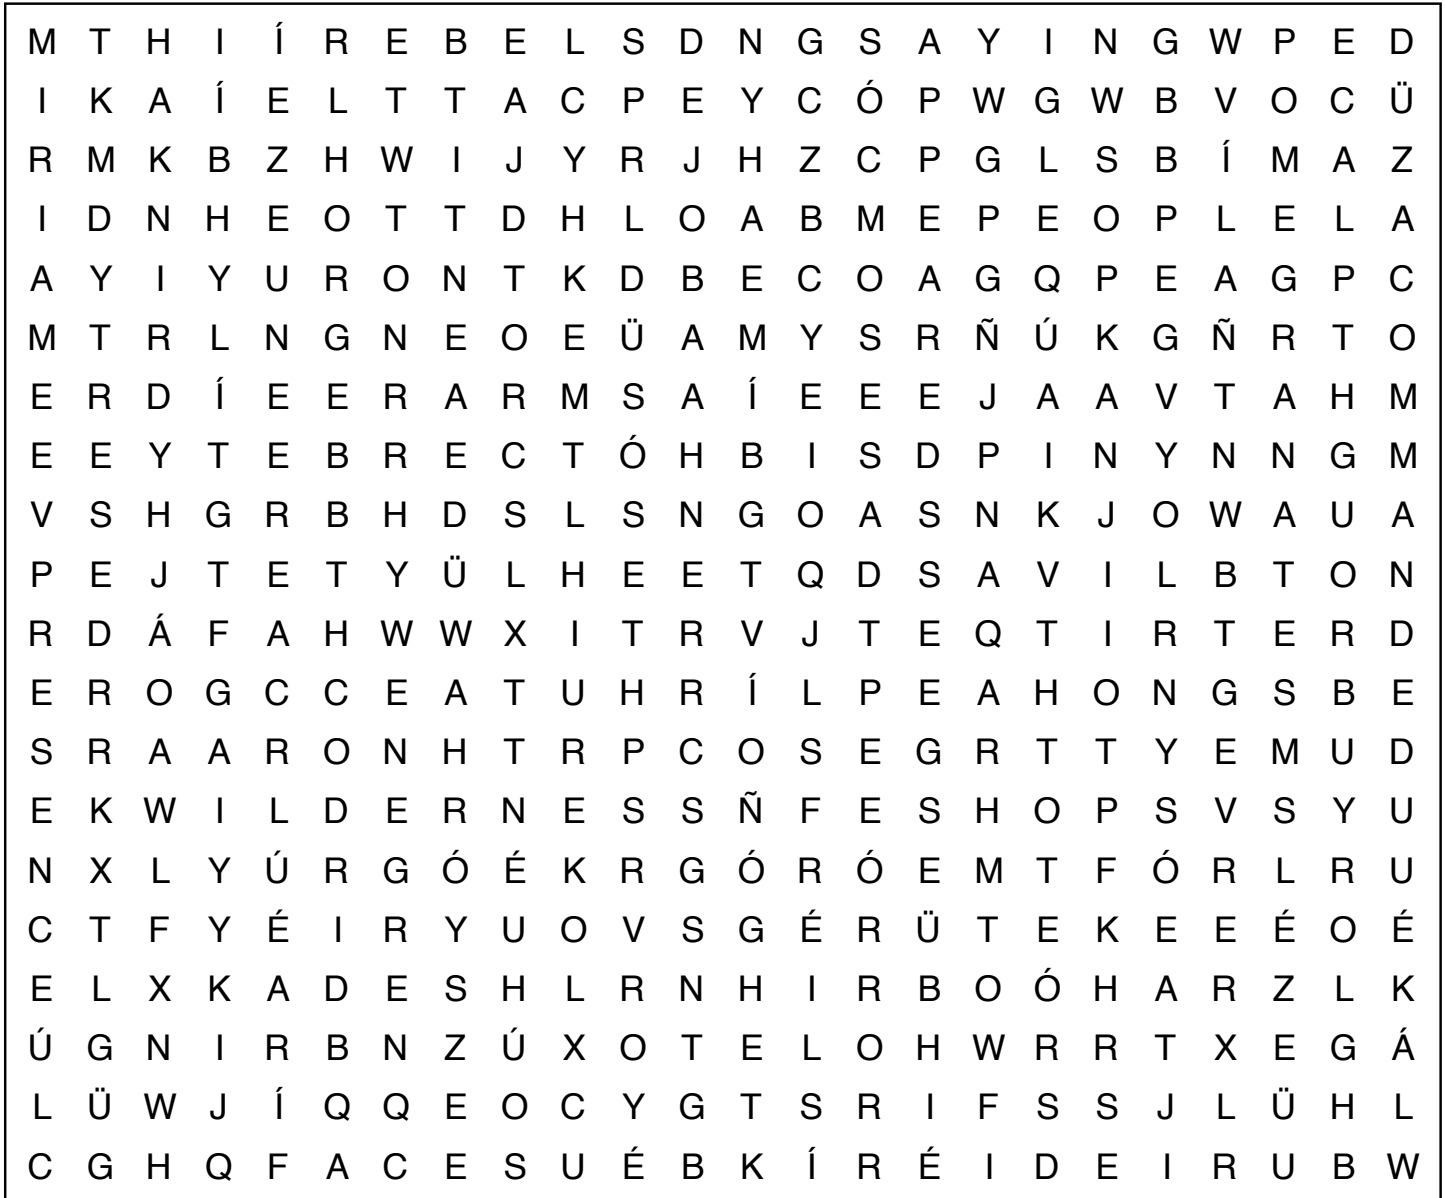 M T H I Í R E B E L S D N G S A Y I N G W P E D
I K A Í E L T T A C P E Y C Ó P W G W B V O C Ü
R M K B Z H W I J Y R J H Z C P G L S B Í M A Z
I D N H E O T T D H L O A B M E P E O P L E L A
A Y I Y U R O N T K D B E C O A G Q P E A G P C
M T R L N G N E O E Ü A M Y S R Ñ Ú K G Ñ R T O
E R D Í E E R A R M S A Í E E E J A A V T A H M
E E Y T E B R E C T Ó H B I S D P I N Y N N G M
V S H G R B H D S L S N G O A S N K J O W A U A
P E J T E T Y Ü L H E E T Q D S A V I L B T O N
R D Á F A H W W X I T R V J T E Q T I R T E R D
E R O G C C E A T U H R Í L P E A H O N G S B E
S R A A R O N H T R P C O S E G R T T Y E M U D
E K W I L D E R N E S S Ñ F E S H O P S V S Y U
N X L Y Ú R G Ó É K R G Ó R Ó E M T F Ó R L R U
C T F Y É I R Y U O V S G É R Ü T E K E E É O É
E L X K A D E S H L R N H I R B O Ó H A R Z L K
Ú G N I R B N Z Ú X O T E L O H W R R T X E G Á
L Ü W J Í Q Q E O C Y G T S R I F S S J L Ü H L
C G H Q F A C E S U É B K Í R É I D E I R U B W